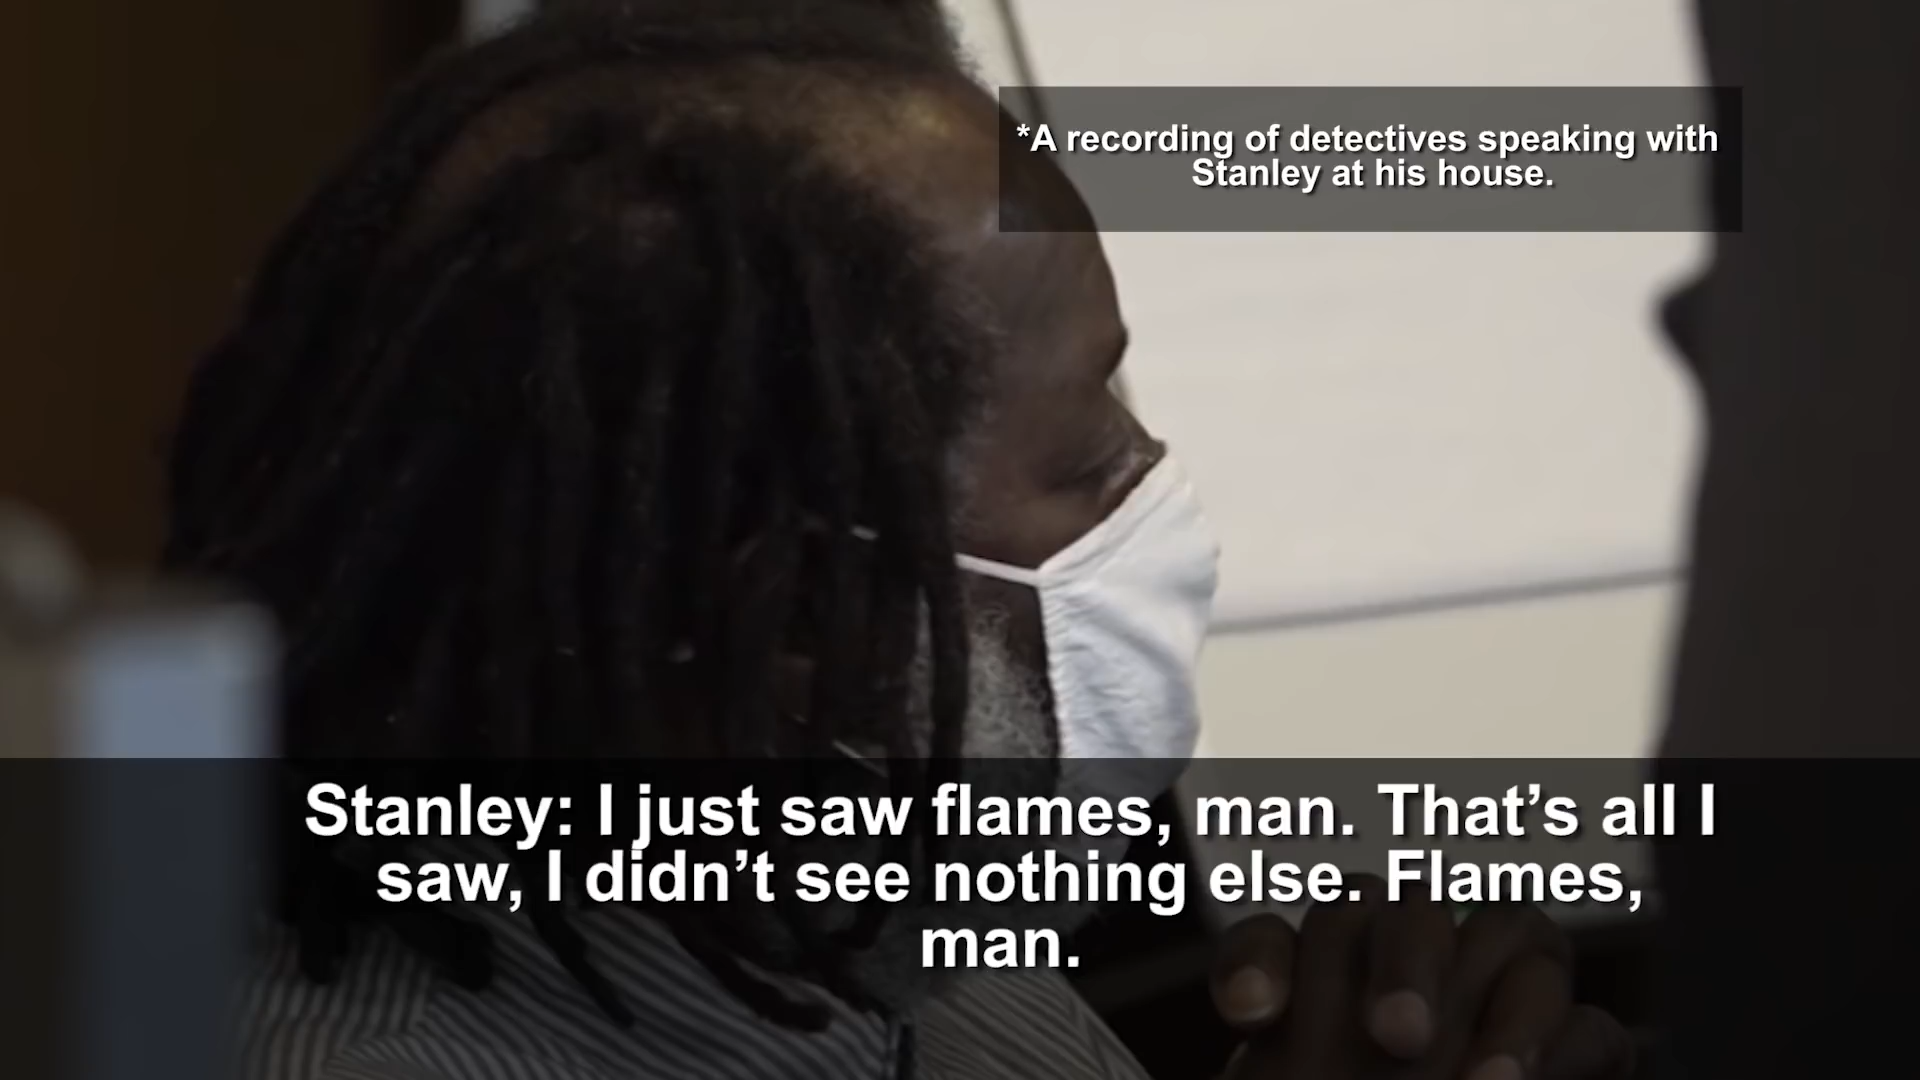 *A recording of detectives speaking with
Stanley at his house.
Stanley: I just saw flames, man. That’s all I
saw, I didn’t see nothing else. Flames,
man.